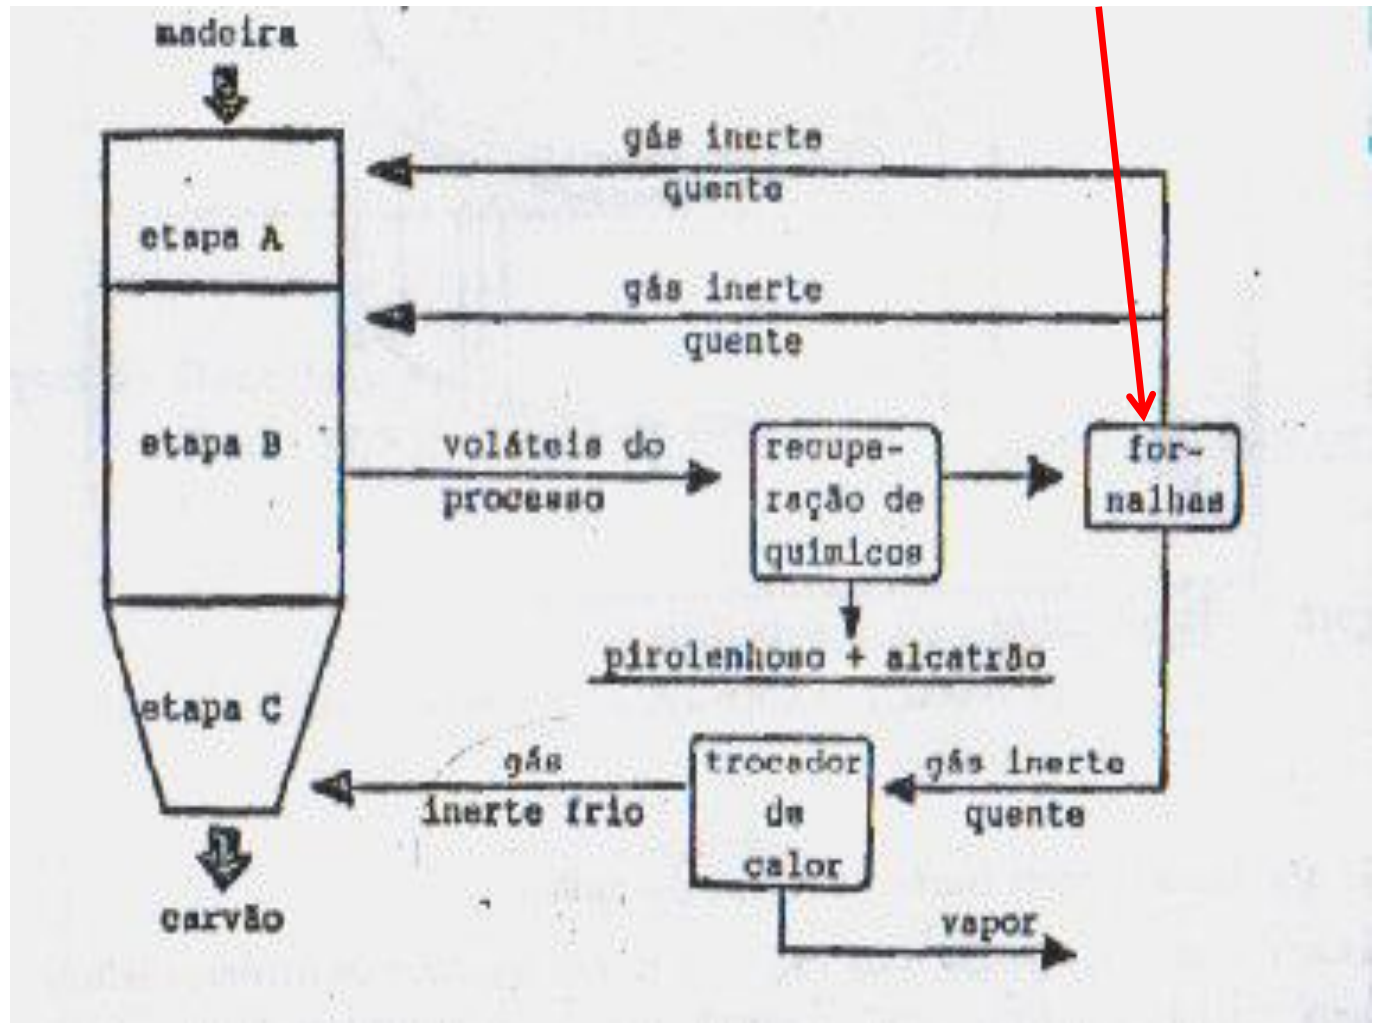 madeira
gás inerte
quente
etapa A
gás inerte
quente
etapa B
voláteis do
processo
recupe-
ração de
químicos
for-
nalhas
pirolenhoso + alcatrão
etapa C
gás
inerte frio
trocador
de
calor
gás inerte
quente
carvão
vapor